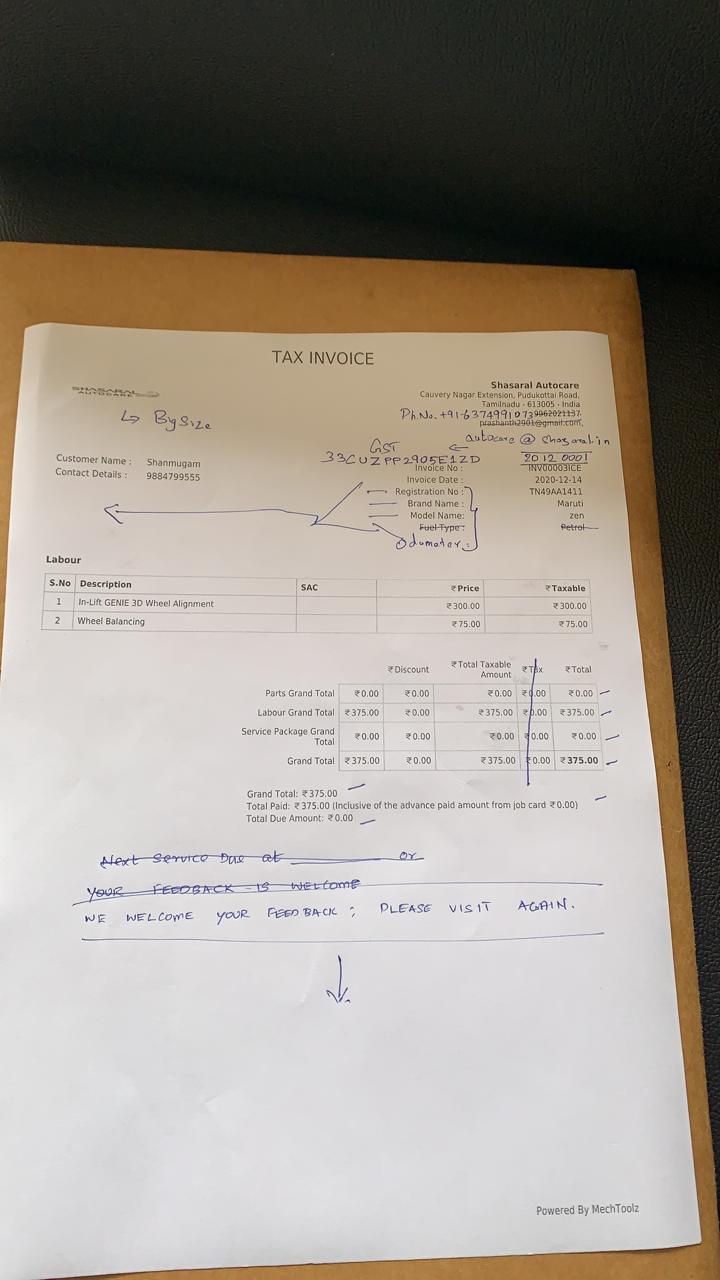 TAX INVOICE
SHASARAL
AUTOCARE
↳ Bigsize
Shasaral Autocare
Cauvery Nagar Extension, Pudukottai Road,
Tamilnadu - 613005 - India
Ph.No. +91-6374991073 9962021137,
prashanth2901@gmail.com,
autocare @ shasaral.in
GST
33CUZPP2905E1ZD
20 12 0001
Customer Name : Shanmugam
Contact Details : 9884799555
Invoice No : INV00003ICE
Invoice Date : 2020-12-14
Registration No : TN49AA1411
Brand Name : Maruti
Model Name: zen
Fuel Type : Petrol
Odometer :
Labour
S.No Description SAC ₹Price ₹Taxable
1 In-Lift GENIE 3D Wheel Alignment ₹300.00 ₹300.00
2 Wheel Balancing ₹75.00 ₹75.00
₹Discount ₹Total Taxable Amount ₹Tax ₹Total
Parts Grand Total ₹0.00 ₹0.00 ₹0.00 ₹0.00 ₹0.00
Labour Grand Total ₹375.00 ₹0.00 ₹375.00 ₹0.00 ₹375.00
Service Package Grand Total ₹0.00 ₹0.00 ₹0.00 ₹0.00 ₹0.00
Grand Total ₹375.00 ₹0.00 ₹375.00 ₹0.00 ₹375.00
Grand Total: ₹375.00
Total Paid: ₹375.00 (Inclusive of the advance paid amount from job card ₹0.00)
Total Due Amount: ₹0.00
Next Service Due at ________ or
YOUR FEEDBACK IS WELCOME
WE WELCOME YOUR FEEDBACK ; PLEASE VISIT AGAIN.
Powered By MechToolz